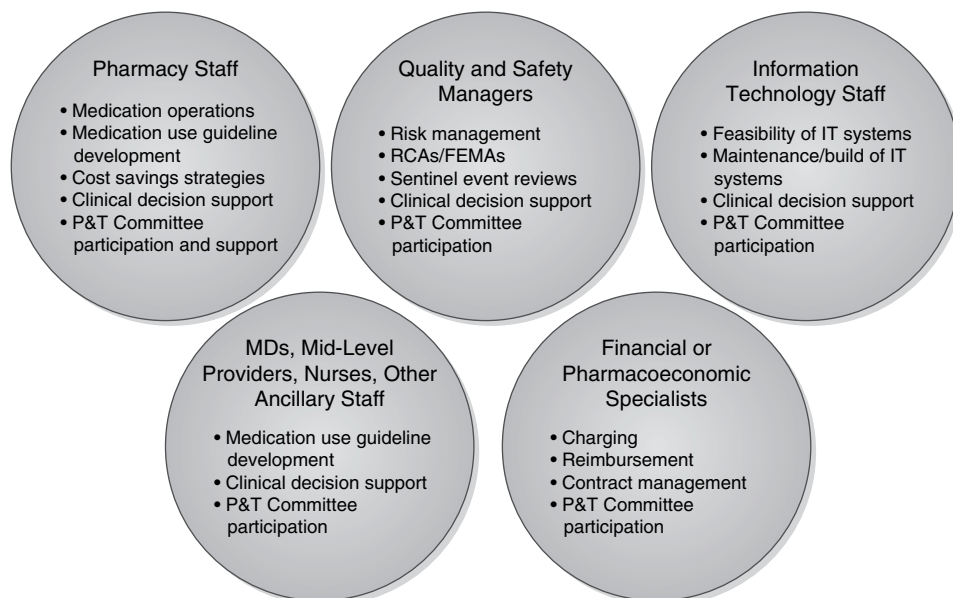 Pharmacy Staff
• Medication operations
• Medication use guideline
development
• Cost savings strategies
• Clinical decision support
• P&T Committee
participation and support
Quality and Safety
Managers
• Risk management
• RCAs/FEMAs
• Sentinel event reviews
• Clinical decision support
• P&T Committee
participation
Information
Technology Staff
• Feasibility of IT systems
• Maintenance/build of IT
systems
• Clinical decision support
• P&T Committee
participation
MDs, Mid-Level
Providers, Nurses, Other
Ancillary Staff
• Medication use guideline
development
• Clinical decision support
• P&T Committee
participation
Financial or
Pharmacoeconomic
Specialists
• Charging
• Reimbursement
• Contract management
• P&T Committee
participation